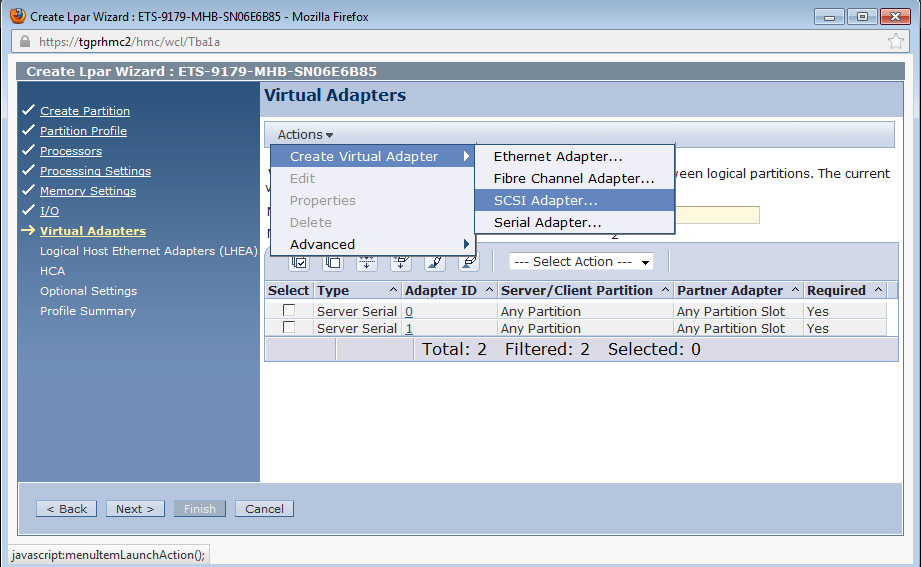 Create Lpar Wizard : ETS-9179-MHB-SN06E6B85 - Mozilla Firefox
https://tgprhmc2/hmc/wcl/Tba1a
Create Lpar Wizard : ETS-9179-MHB-SN06E6B85
Create Partition
Partition Profile
Processors
Processing Settings
Memory Settings
I/O
Virtual Adapters
Logical Host Ethernet Adapters (LHEA)
HCA
Optional Settings
Profile Summary
Virtual Adapters
Actions
Create Virtual Adapter
Edit
Properties
Delete
Advanced
Ethernet Adapter...
Fibre Channel Adapter...
SCSI Adapter...
Serial Adapter...
logical partitions. The current
--- Select Action ---
Select Type Adapter ID Server/Client Partition Partner Adapter Required
Server Serial 0 Any Partition Any Partition Slot Yes
Server Serial 1 Any Partition Any Partition Slot Yes
Total: 2 Filtered: 2 Selected: 0
< Back Next > Finish Cancel
javascript:menuItemLaunchAction();